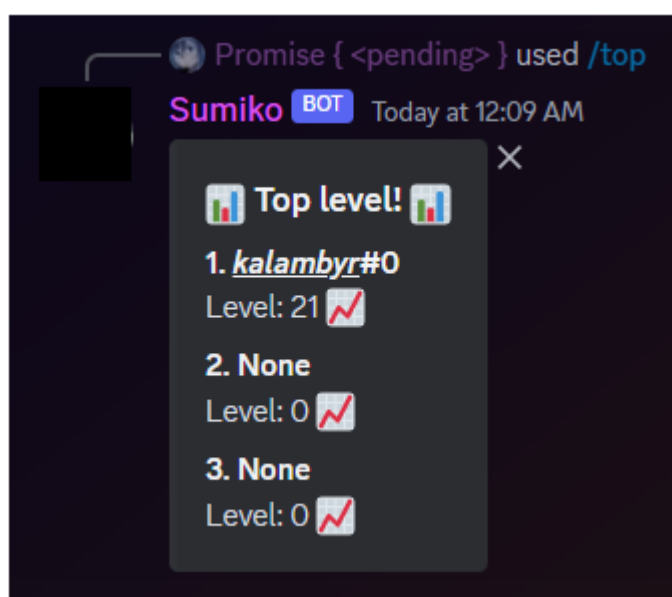 Promise { <pending> } used /top
Sumiko BOT Today at 12:09 AM
Top level!
1. kalambyr#0
Level: 21
2. None
Level: 0
3. None
Level: 0